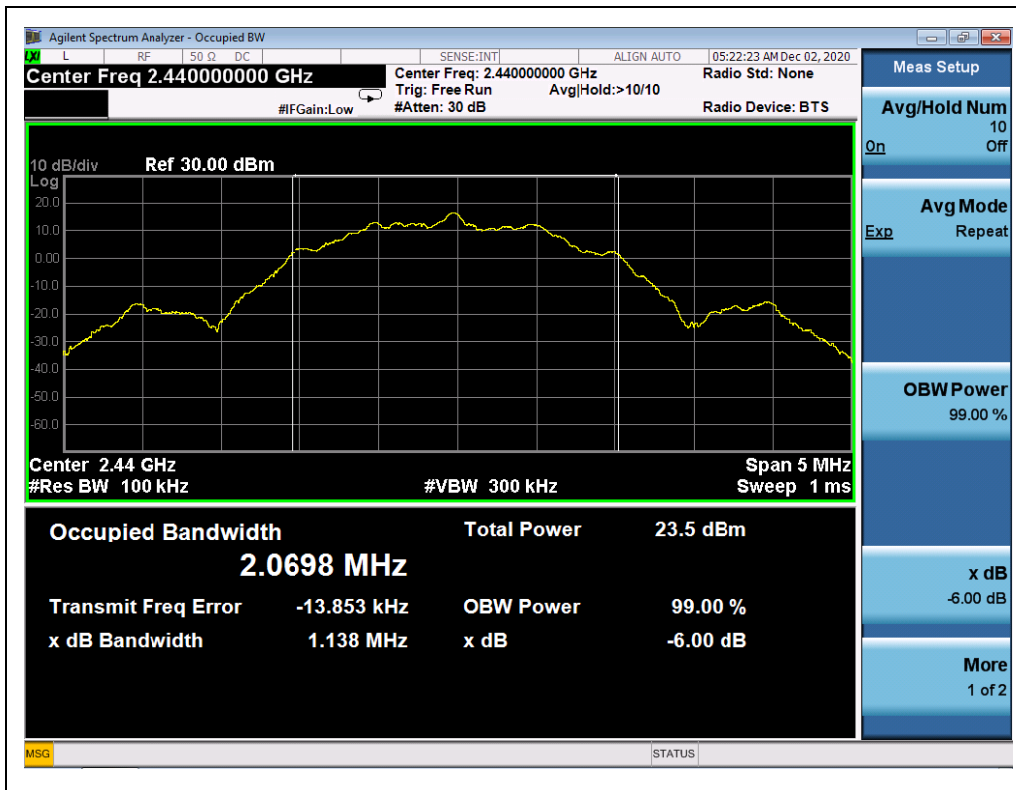 Agilent Spectrum Analyzer - Occupied BW
LXI L RF 50 Ω DC SENSE:INT ALIGN AUTO 05:22:23 AM Dec 02, 2020
Center Freq 2.440000000 GHz
Center Freq: 2.440000000 GHz Radio Std: None
Trig: Free Run Avg|Hold:>10/10
#IFGain:Low #Atten: 30 dB Radio Device: BTS
10 dB/div Ref 30.00 dBm
Log
20.0
10.0
0.00
-10.0
-20.0
-30.0
-40.0
-50.0
-60.0
Center 2.44 GHz Span 5 MHz
#Res BW 100 kHz #VBW 300 kHz Sweep 1 ms
Occupied Bandwidth Total Power 23.5 dBm
2.0698 MHz
Transmit Freq Error -13.853 kHz OBW Power 99.00 %
x dB Bandwidth 1.138 MHz x dB -6.00 dB
MSG STATUS
Meas Setup
Avg/Hold Num
10
On Off
Avg Mode
Exp Repeat
OBW Power
99.00 %
x dB
-6.00 dB
More
1 of 2